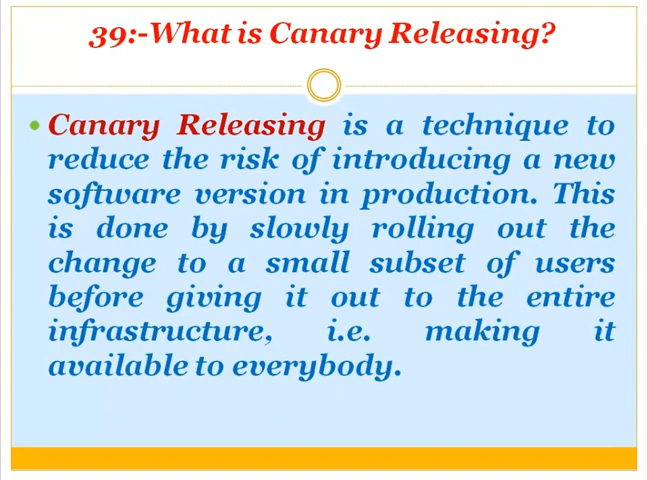 39:-What is Canary Releasing?
• Canary Releasing is a technique to
reduce the risk of introducing a new
software version in production. This
is done by slowly rolling out the
change to a small subset of users
before giving it out to the entire
infrastructure, i.e. making it
available to everybody.